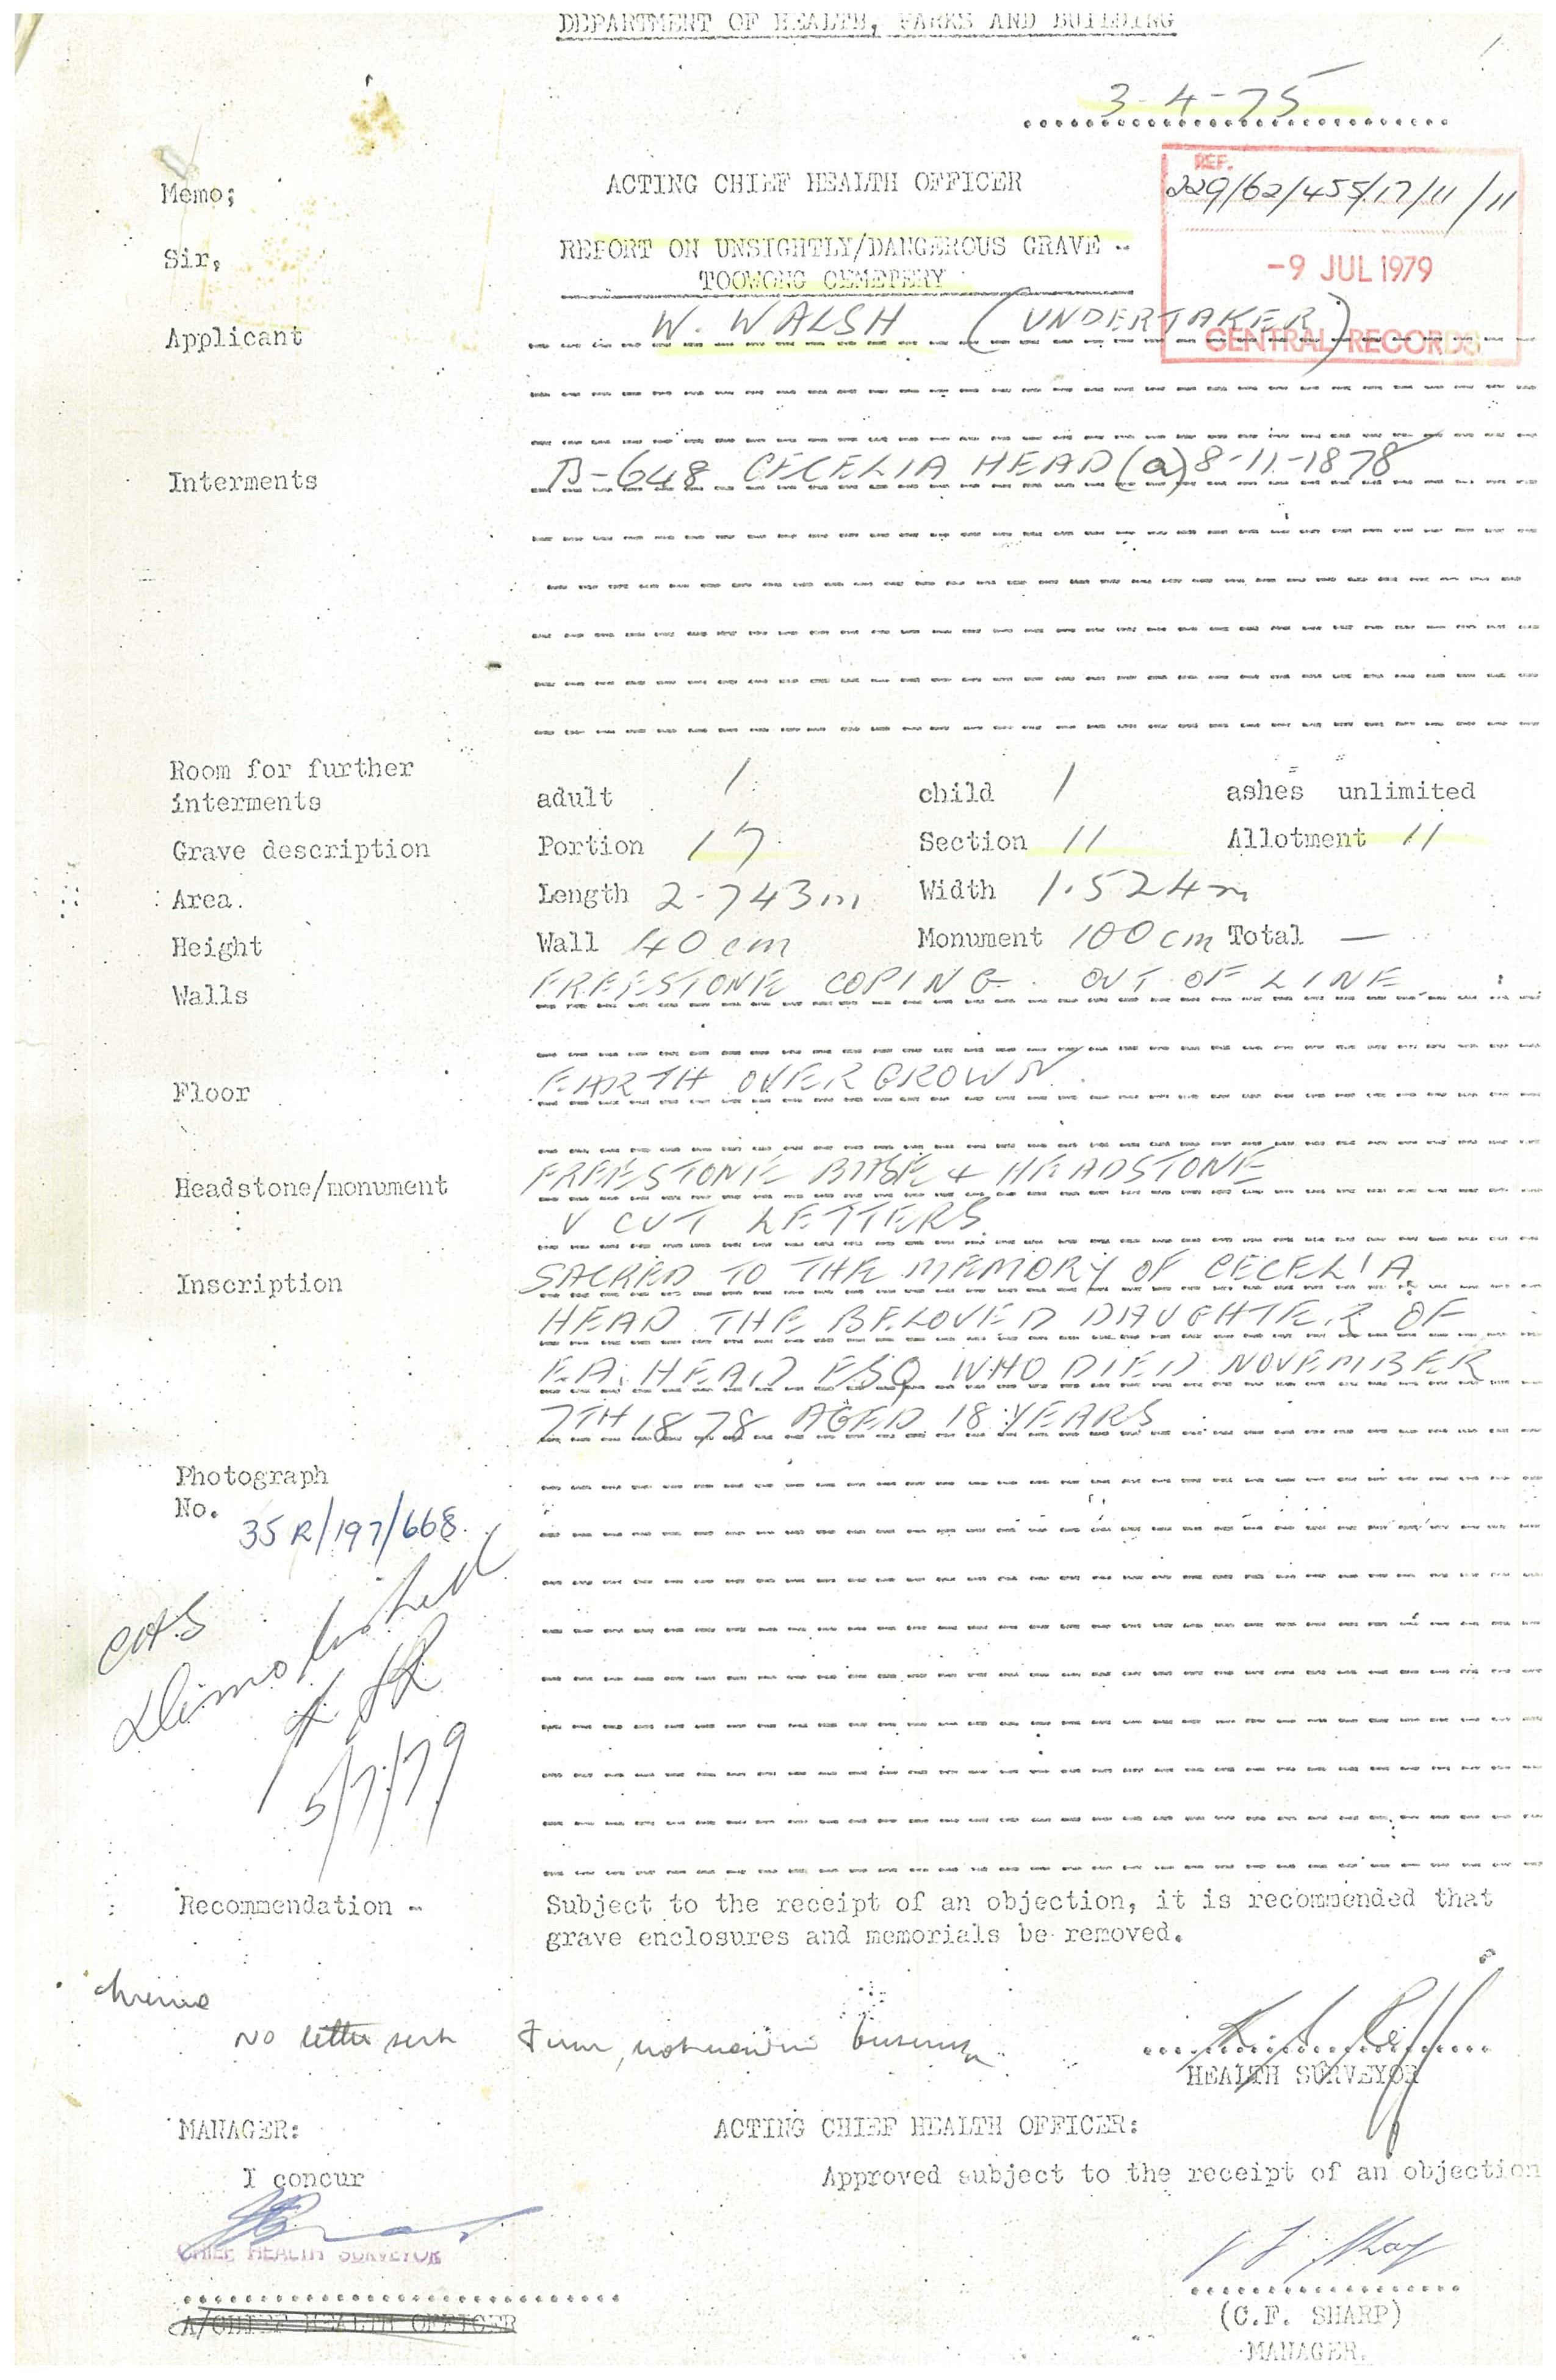 DEPARTMENT OF HEALTH, PARKS AND BUILDING
3-4-75
Memo;
ACTING CHIEF HEALTH OFFICER
REF.
229/62/455/17/11/11
Sir,
REPORT ON UNSIGHTLY/DANGEROUS GRAVE -
TOOWONG CEMETERY
-9 JUL 1979
CENTRAL RECORDS
Applicant W. WALSH (UNDERTAKER)
Interments B-648 CECELIA HEAD (a) 8-11-1878
Room for further
interments adult 1 child 1 ashes unlimited
Grave description Portion 17 Section 11 Allotment 11
Area. Length 2.743m Width 1.524m
Height Wall 40cm Monument 100cm Total —
Walls FREESTONE COPING. OUT OF LINE
Floor EARTH OVERGROWN.
Headstone/monument FREESTONE BASE + HEADSTONE
V CUT LETTERS
Inscription SACRED TO THE MEMORY OF CECELIA
HEAD THE BELOVED DAUGHTER OF
E.A. HEAD ESQ WHO DIED NOVEMBER
7TH 1878 AGED 18 YEARS
Photograph
No. 35R/197/668.
5/7/79
Recommendation - Subject to the receipt of an objection, it is recommended that
grave enclosures and memorials be removed.
No letter sent Firm, not now in business
HEALTH SURVEYOR
MANAGER: ACTING CHIEF HEALTH OFFICER:
I concur Approved subject to the receipt of an objection
CHIEF HEALTH SURVEYOR
A/CHIEF HEALTH OFFICER
(C.F. SHARP)
MANAGER.